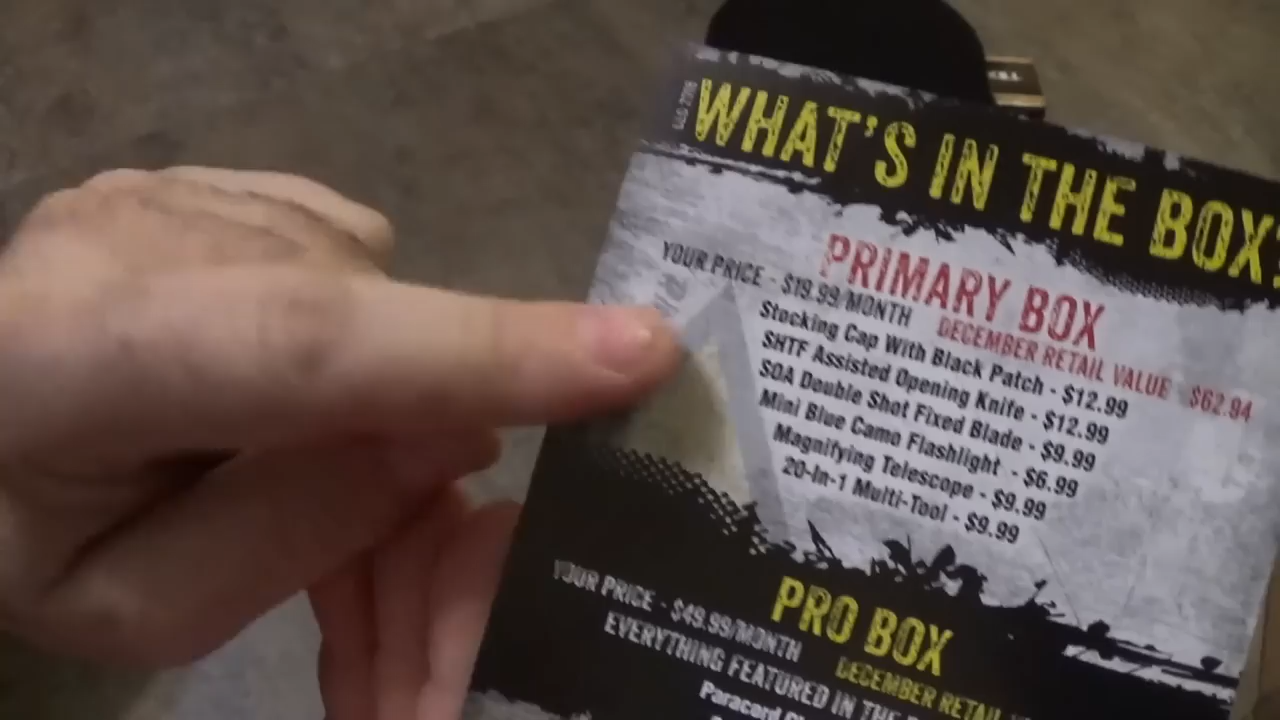 WHAT'S IN THE BOX?
PRIMARY BOX
YOUR PRICE - $19.99/MONTH DECEMBER RETAIL VALUE - $62.94
Stocking Cap With Black Patch - $12.99
SHTF Assisted Opening Knife - $12.99
SOA Double Shot Fixed Blade - $9.99
Mini Blue Camo Flashlight - $6.99
Magnifying Telescope - $9.99
20-In-1 Multi-Tool - $9.99
PRO BOX
YOUR PRICE - $49.99/MONTH DECEMBER RETAIL
EVERYTHING FEATURED IN THE
Paracord